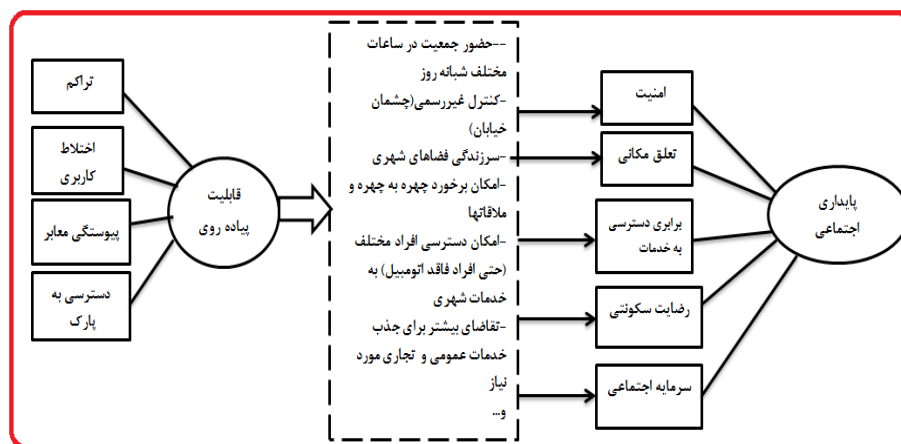 تراکم
اختلاط
کاربری
پیوستگی معابر
دسترسی به
پارک
قابلیت
پیاده روی
--حضور جمعیت در ساعات
مختلف شبانه روز
-کنترل غیررسمی(چشمان
خیابان)
-سرزندگی فضاهای شهری
-امکان برخورد چهره به چهره و
ملاقاتها
-امکان دسترسی افراد مختلف
(حتی افراد فاقد اتومبیل) به
خدمات شهری
-تقاضای بیشتر برای جذب
خدمات عمومی و تجاری مورد
نیاز
و...
امنیت
تعلق مکانی
برابری دسترسی
به خدمات
رضایت سکونتی
سرمایه اجتماعی
پایداری
اجتماعی